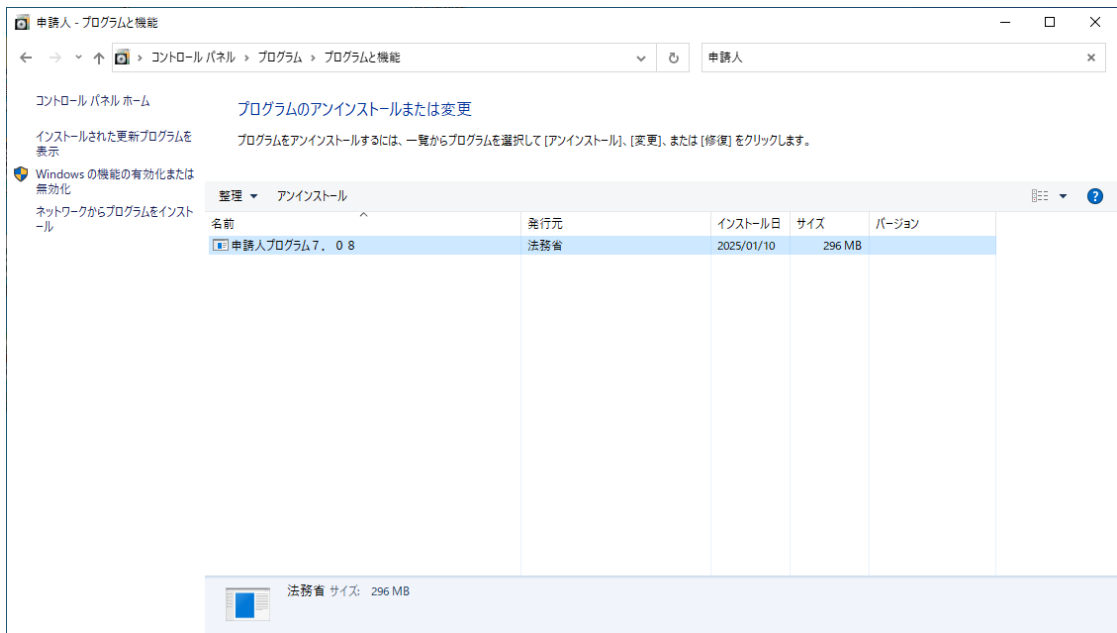 申請人 - プログラムと機能
コントロール パネル › プログラム › プログラムと機能
申請人
コントロール パネル ホーム
インストールされた更新プログラムを
表示
Windows の機能の有効化または
無効化
ネットワークからプログラムをインスト
ール
プログラムのアンインストールまたは変更
プログラムをアンインストールするには、一覧からプログラムを選択して [アンインストール]、[変更]、または [修復] をクリックします。
整理 アンインストール
名前 発行元 インストール日 サイズ バージョン
申請人プログラム７．０８ 法務省 2025/01/10 296 MB
法務省 サイズ: 296 MB